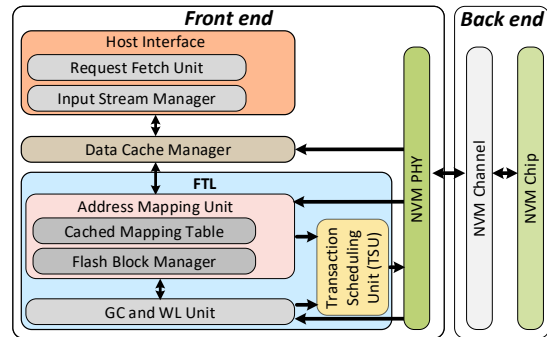 Front end
Back end
Host Interface
Request Fetch Unit
Input Stream Manager
Data Cache Manager
FTL
Address Mapping Unit
Cached Mapping Table
Flash Block Manager
GC and WL Unit
Transaction
Scheduling
Unit (TSU)
NVM PHY
NVM Channel
NVM Chip